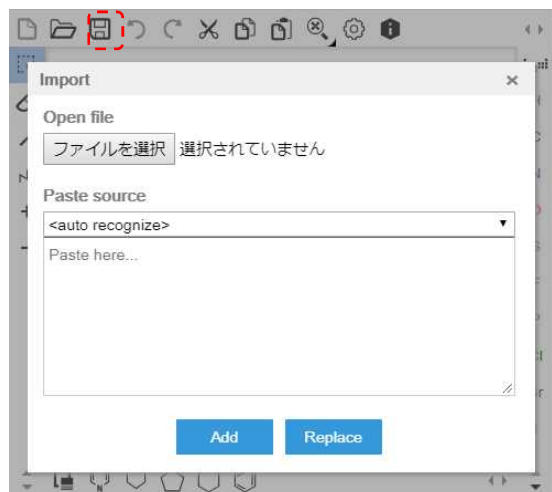 Import
×
Open file
ファイルを選択 選択されていません
Paste source
<auto recognize>
Paste here...
Add Replace